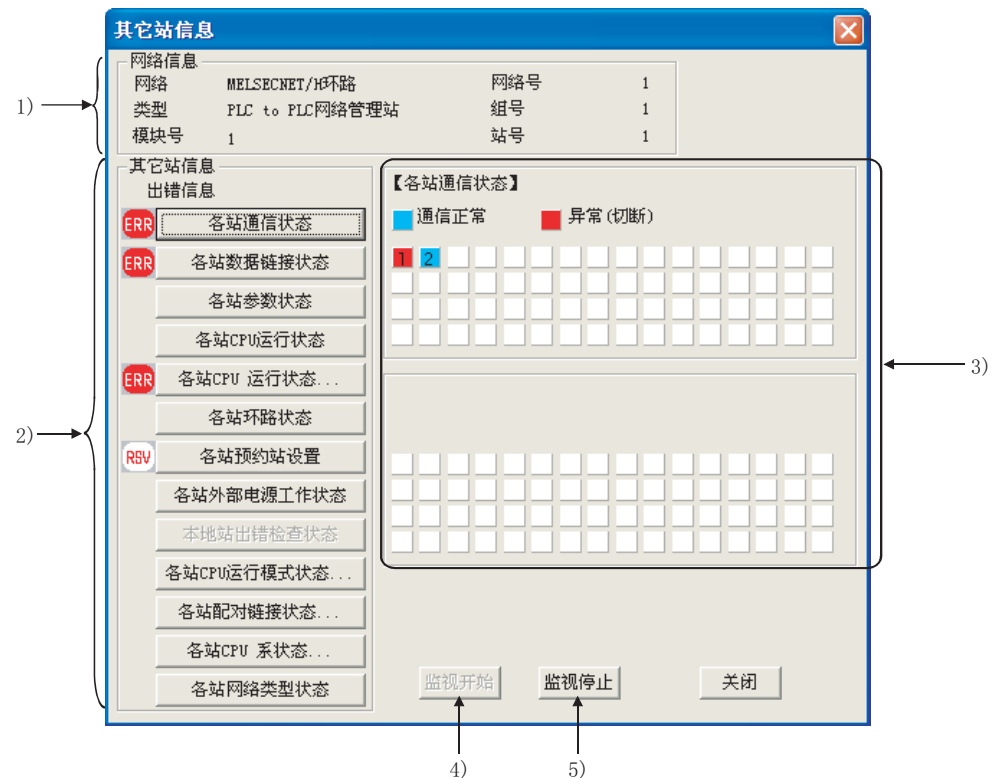 其它站信息
网络信息
网络 MELSECNET/H环路 网络号 1
1) 类型 PLC to PLC网络管理站 组号 1
模块号 1 站号 1
其它站信息
出错信息
ERR 各站通信状态
ERR 各站数据链接状态
各站参数状态
各站CPU运行状态
ERR 各站CPU 运行状态...
各站环路状态
2)
RSV 各站预约站设置
各站外部电源工作状态
本地站出错检查状态
各站CPU运行模式状态...
各站配对链接状态...
各站CPU 系状态...
各站网络类型状态
【各站通信状态】
通信正常 异常(切断)
1 2
3)
监视开始 监视停止 关闭
4) 5)